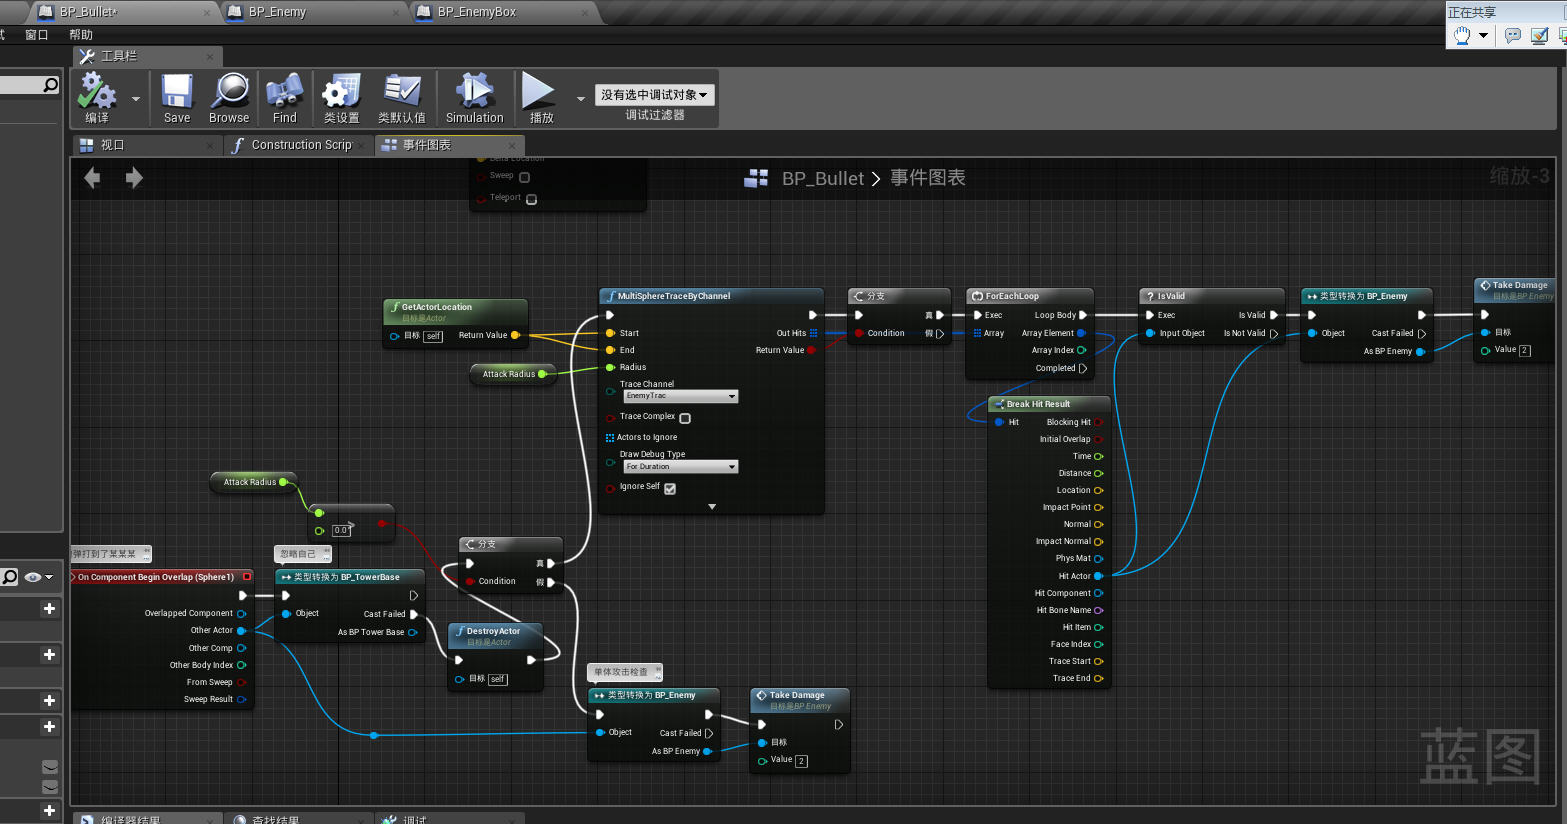 BP_Bullet*
BP_Enemy
BP_EnemyBox
正在共享
试 窗口 帮助
工具栏
编译
Save
Browse
Find
类设置
类默认值
Simulation
播放
没有选中调试对象
调试过滤器
视口
Construction Scrip
事件图表
BP_Bullet > 事件图表
缩放-3
Delta Location
Sweep
Teleport
GetActorLocation
目标是Actor
目标 self
Return Value
Attack Radius
MultiSphereTraceByChannel
Out Hits
Return Value
Start
End
Radius
Trace Channel
EnemyTrac
Trace Complex
Actors to Ignore
Draw Debug Type
For Duration
Ignore Self
分支
真
Condition 假
ForEachLoop
Exec Loop Body
Array Array Element
Array Index
Completed
IsValid
Exec Is Valid
Input Object Is Not Valid
类型转换为 BP_Enemy
Object Cast Failed
As BP Enemy
Take Damage
目标是BP Enemy
目标
Value 2
Break Hit Result
Hit Blocking Hit
Initial Overlap
Time
Distance
Location
Impact Point
Normal
Impact Normal
Phys Mat
Hit Actor
Hit Component
Hit Bone Name
Hit Item
Face Index
Trace Start
Trace End
Attack Radius
0.0 >
弹打到了某某某
忽略自己
On Component Begin Overlap (Sphere1)
Overlapped Component
Other Actor
Other Comp
Other Body Index
From Sweep
Sweep Result
类型转换为 BP_TowerBase
Object Cast Failed
As BP Tower Base
分支
真
Condition 假
DestroyActor
目标是Actor
目标 self
单体攻击检查
类型转换为 BP_Enemy
Object Cast Failed
As BP Enemy
Take Damage
目标是BP Enemy
目标
Value 2
蓝图
编译器结果
查找结果
调试